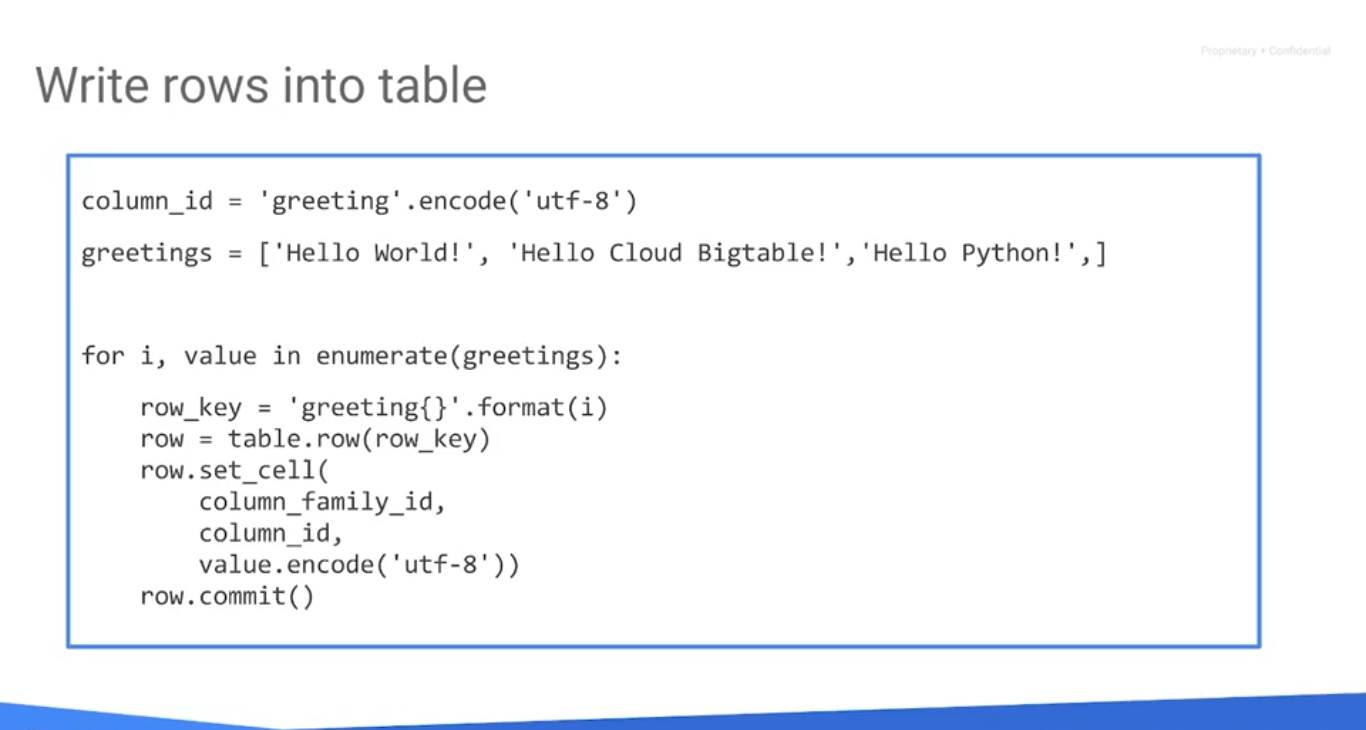 Proprietary + Confidential
Write rows into table
column_id = 'greeting'.encode('utf-8')
greetings = ['Hello World!', 'Hello Cloud Bigtable!','Hello Python!',]
for i, value in enumerate(greetings):
    row_key = 'greeting{}'.format(i)
    row = table.row(row_key)
    row.set_cell(
        column_family_id,
        column_id,
        value.encode('utf-8'))
    row.commit()